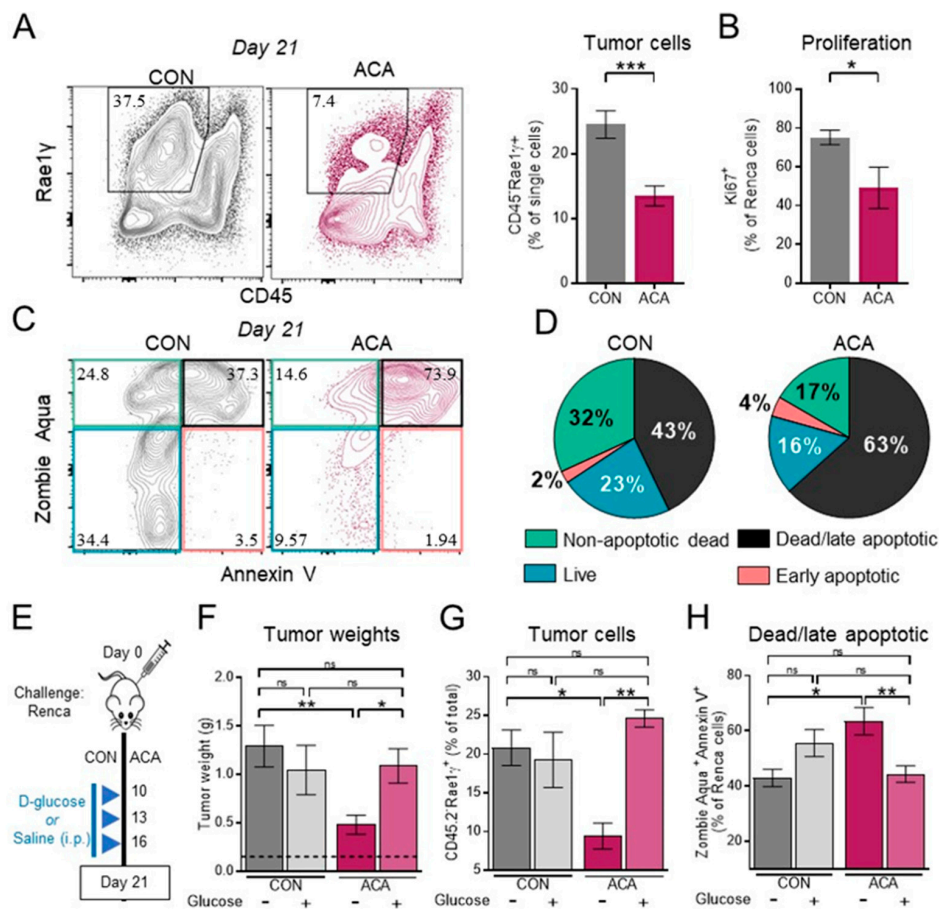 A
Day 21
CON
ACA
37.5
7.4
Rae1γ
CD45
Tumor cells
***
CD45⁻Rae1γ+
(% of single cells)
30
20
10
0
CON ACA
B
Proliferation
*
Ki67⁺
(% of Renca cells)
100
80
60
40
20
0
CON ACA
C
Day 21
CON
ACA
24.8
37.3
14.6
73.9
34.4
3.5
9.57
1.94
Zombie Aqua
Annexin V
D
CON
ACA
32%
43%
2%
23%
17%
4%
16%
63%
Non-apoptotic dead
Dead/late apoptotic
Live
Early apoptotic
E
Day 0
Challenge:
Renca
CON ACA
D-glucose
or
Saline (i.p.)
10
13
16
Day 21
F
Tumor weights
ns
ns
ns
**
*
Tumor weight (g)
1.5
1.0
0.5
0.0
CON
ACA
Glucose - + - +
G
Tumor cells
ns
ns
ns
*
**
CD45.2⁻Rae1γ⁺ (% of total)
30
25
20
15
10
5
CON
ACA
Glucose - + - +
H
Dead/late apoptotic
ns
ns
ns
*
**
Zombie Aqua⁺Annexin V⁺
(% of Renca cells)
80
60
40
CON
ACA
Glucose - + - +